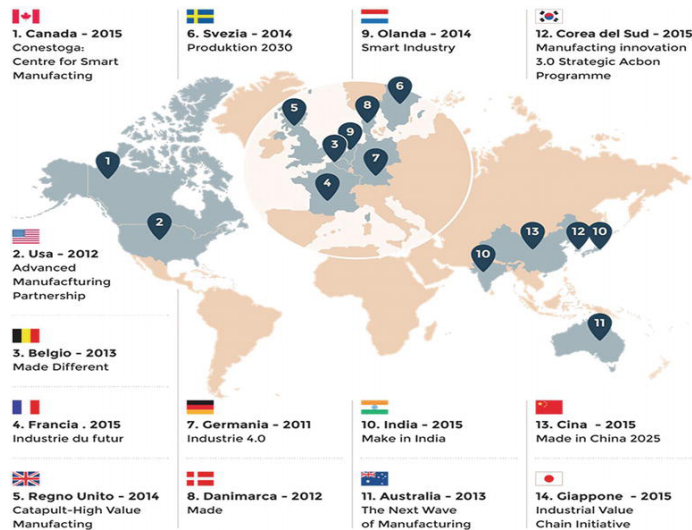 1. Canada - 2015
Conestoga:
Centre for Smart
Manufacting
6. Svezia - 2014
Produktion 2030
9. Olanda - 2014
Smart Industry
12. Corea del Sud - 2015
Manufacting innovation
3.0 Strategic Acbon
Programme
6
5
8
9
3
7
1
4
2
13
12
10
10
11
2. Usa - 2012
Advanced
Manufacfturing
Partnership
3. Belgio - 2013
Made Different
4. Francia . 2015
Industrie du futur
7. Germania - 2011
Industrie 4.0
10. India - 2015
Make in India
13. Cina - 2015
Made in China 2025
5. Regno Unito - 2014
Catapult-High Value
Manufacting
8. Danimarca - 2012
Made
11. Australia - 2013
The Next Wave
of Manufacturing
14. Giappone - 2015
Industrial Value
Chain Initiative